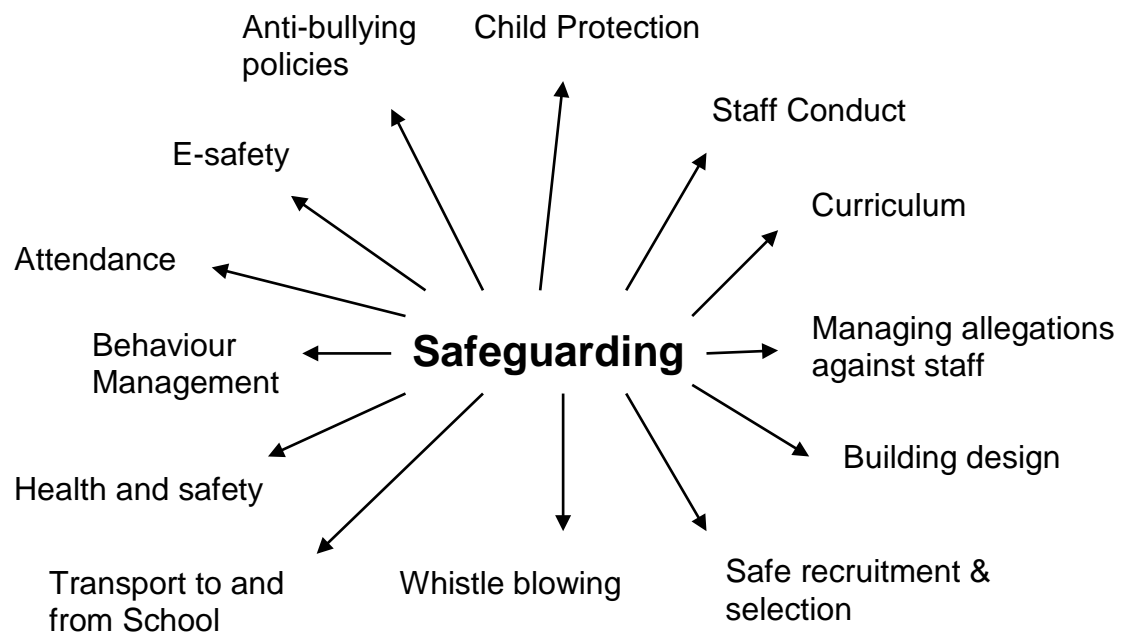 Anti-bullying
policies
Child Protection
Staff Conduct
E-safety
Curriculum
Attendance
Managing allegations
against staff
Behaviour
Management
Safeguarding
Building design
Health and safety
Safe recruitment &
selection
Transport to and
from School
Whistle blowing